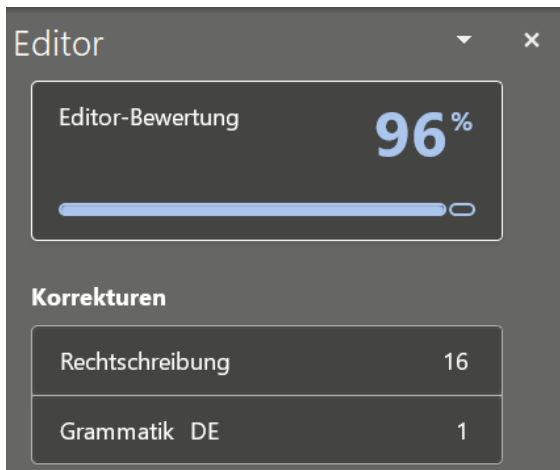 Editor
Editor-Bewertung
96%
Korrekturen
Rechtschreibung 16
Grammatik DE 1